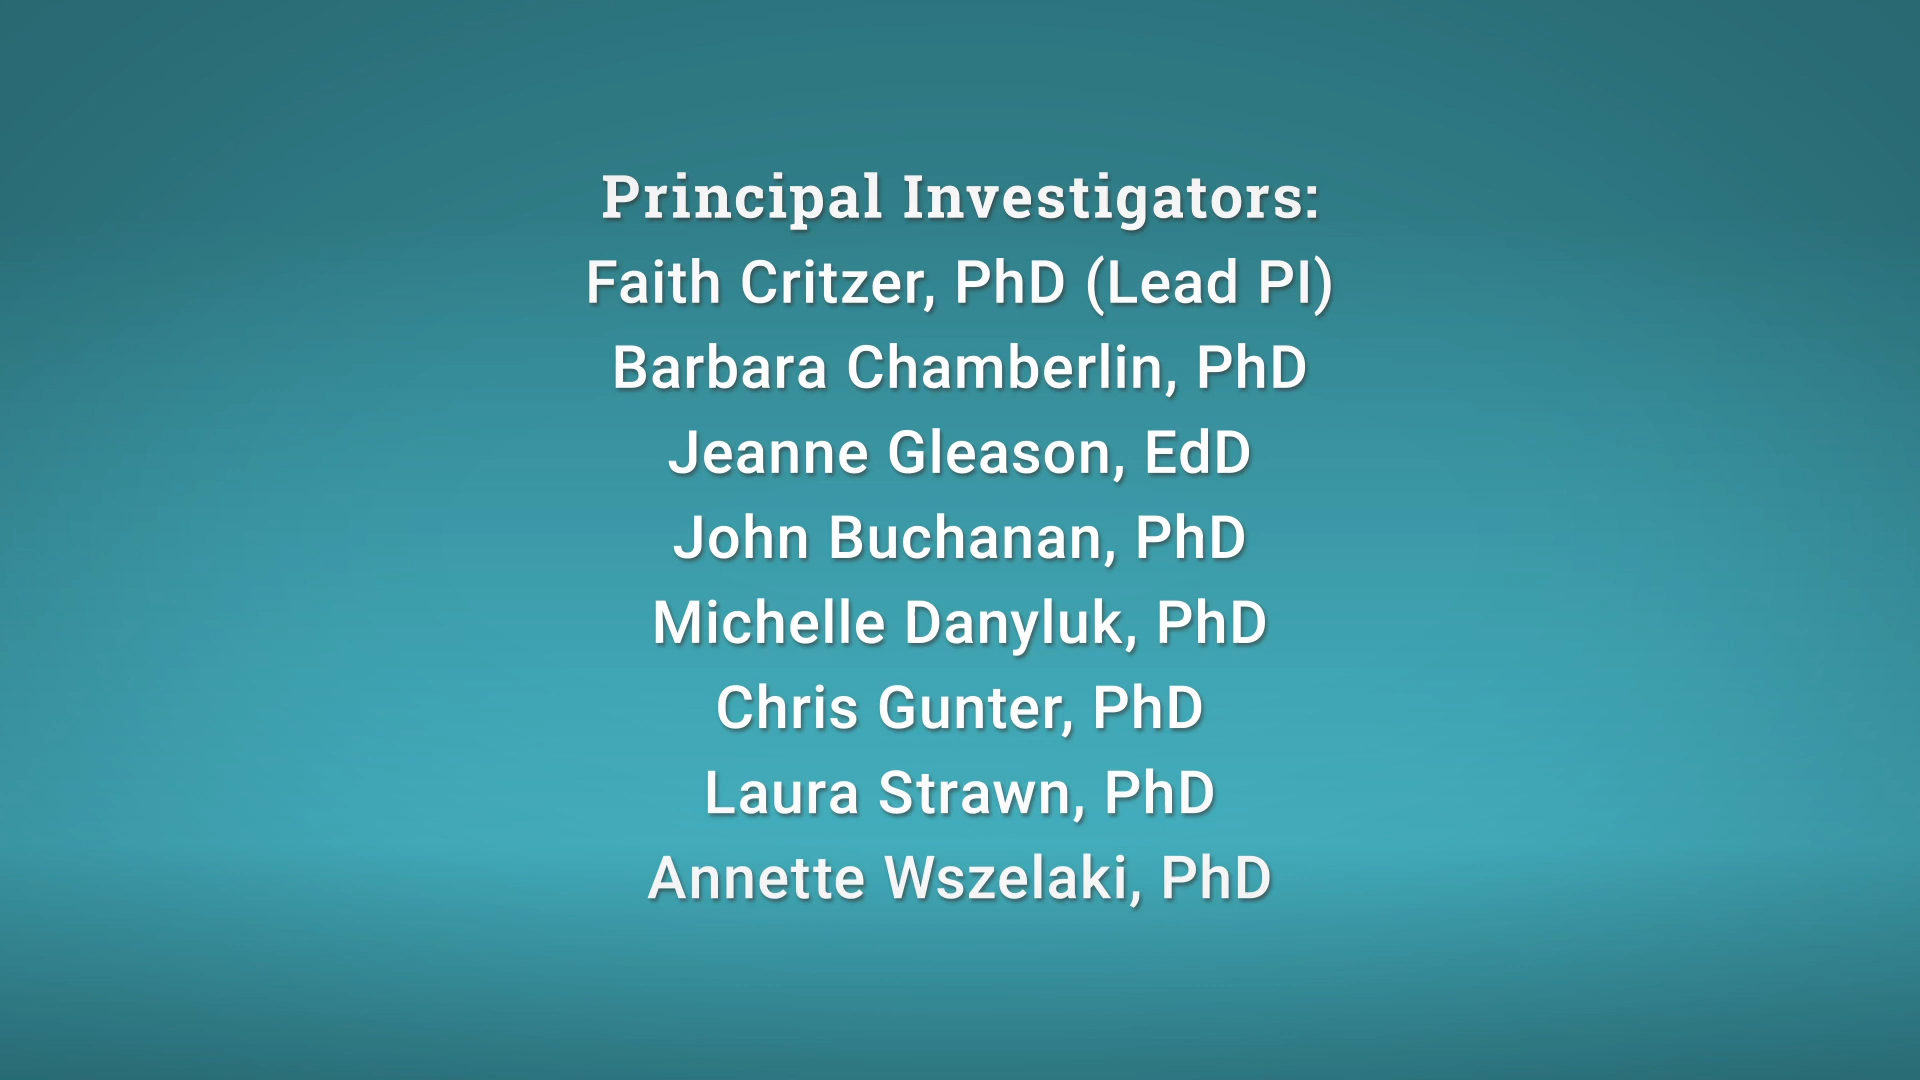 Principal Investigators:
Faith Critzer, PhD (Lead PI)
Barbara Chamberlin, PhD
Jeanne Gleason, EdD
John Buchanan, PhD
Michelle Danyluk, PhD
Chris Gunter, PhD
Laura Strawn, PhD
Annette Wszelaki, PhD